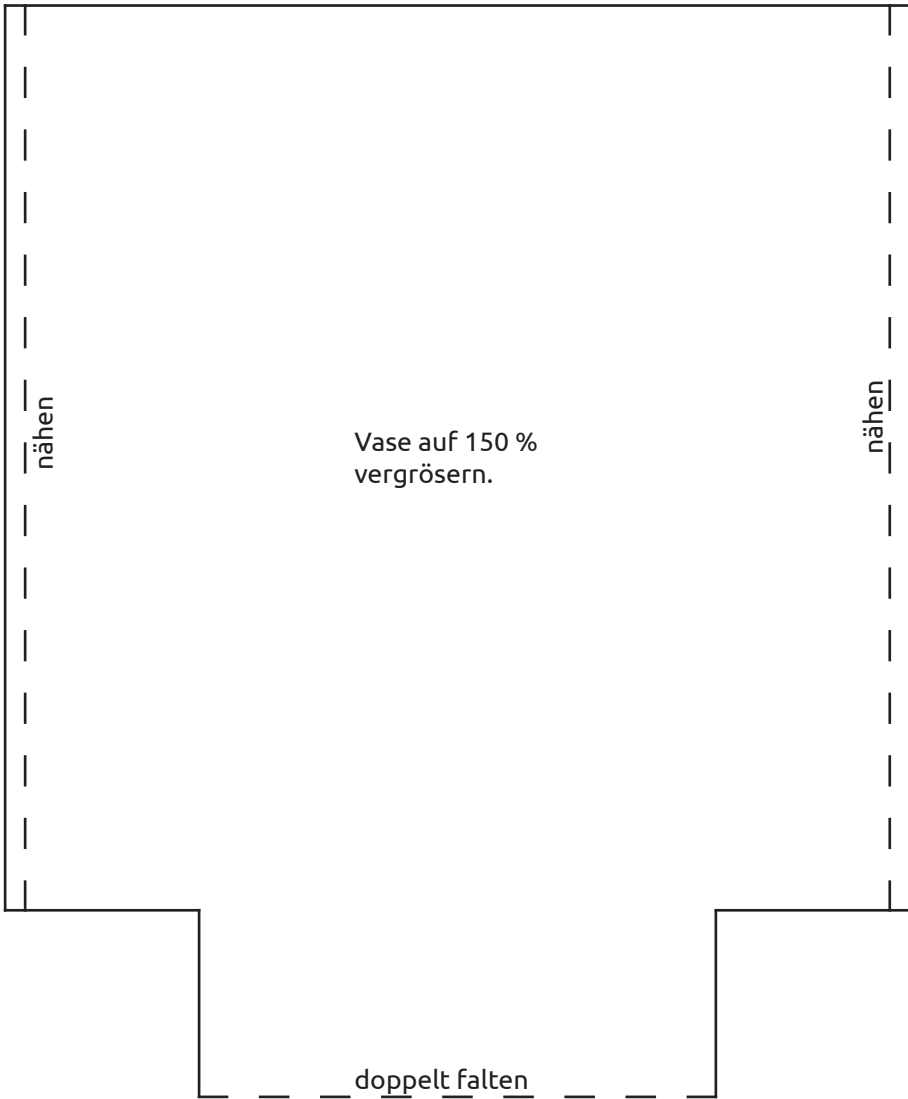 nähen
nähen
Vase auf 150 %
vergrösern.
doppelt falten